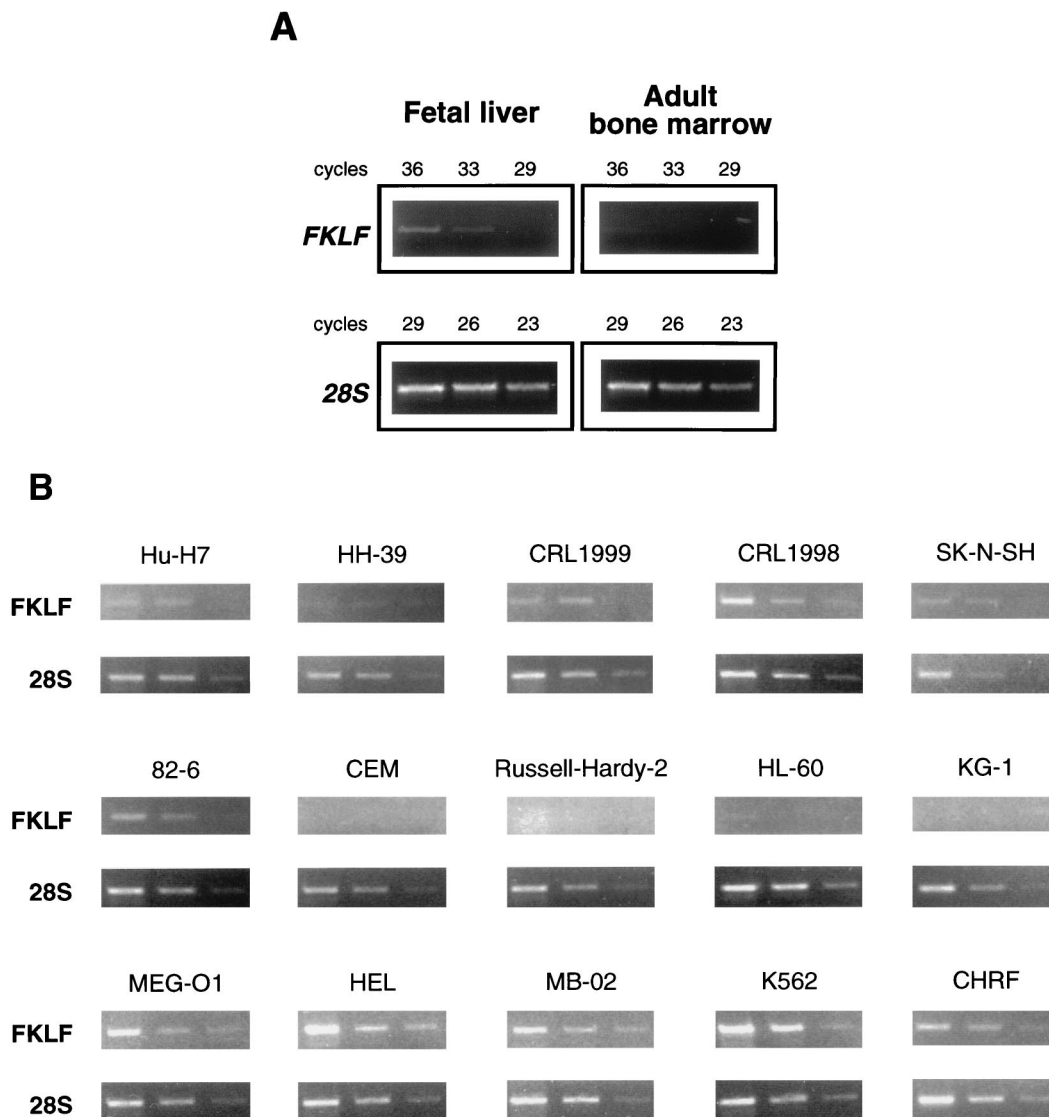 A
Fetal liver
Adult
bone marrow
cycles 36 33 29 36 33 29
FKLF
cycles 29 26 23 29 26 23
28S
B
Hu-H7 HH-39 CRL1999 CRL1998 SK-N-SH
FKLF
28S
82-6 CEM Russell-Hardy-2 HL-60 KG-1
FKLF
28S
MEG-O1 HEL MB-02 K562 CHRF
FKLF
28S